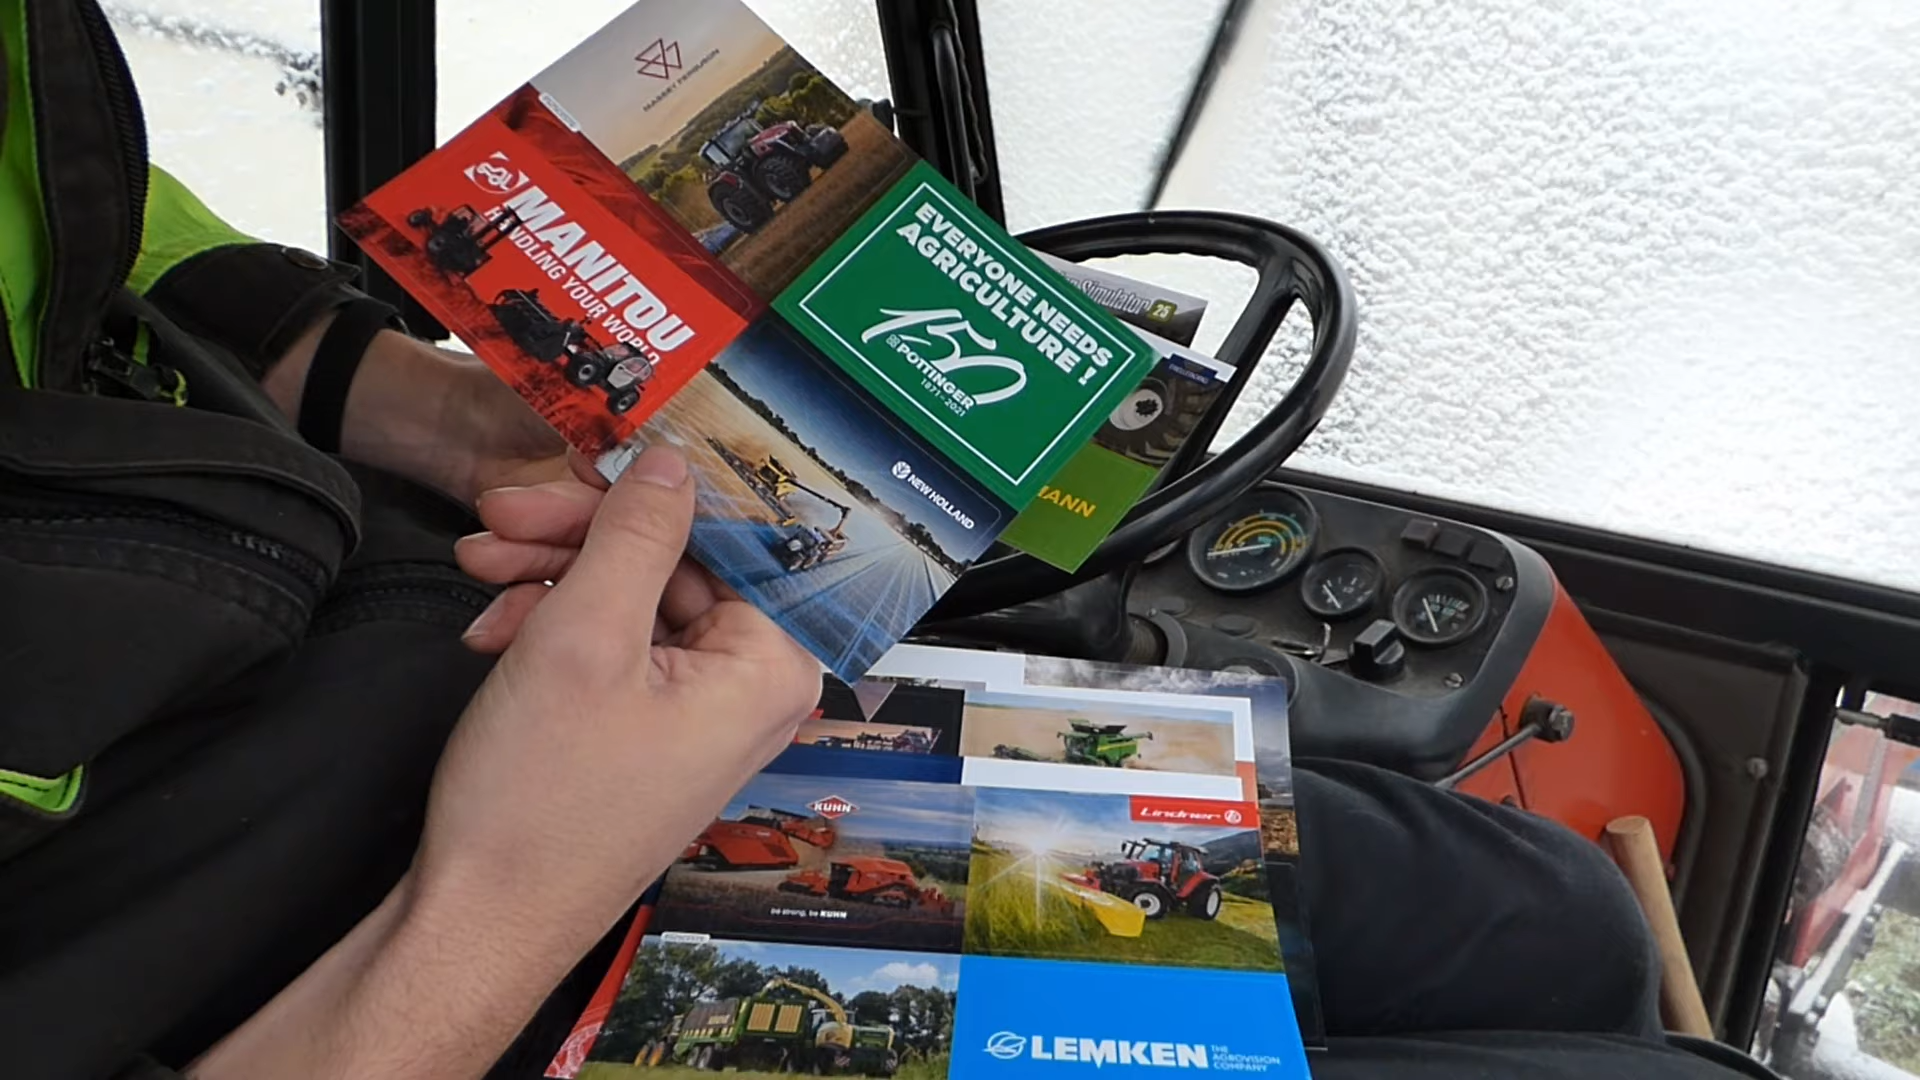 MASSEY FERGUSON
MANITOU
HANDLING YOUR WORLD
EVERYONE NEEDS
AGRICULTURE!
150
PÖTTINGER
1871-2021
NEW HOLLAND
Simulator 25
TRELLEBORG
MANN
KUHN
be strong, be KUHN
Lindner
LEMKEN
THE
AGROVISION
COMPANY